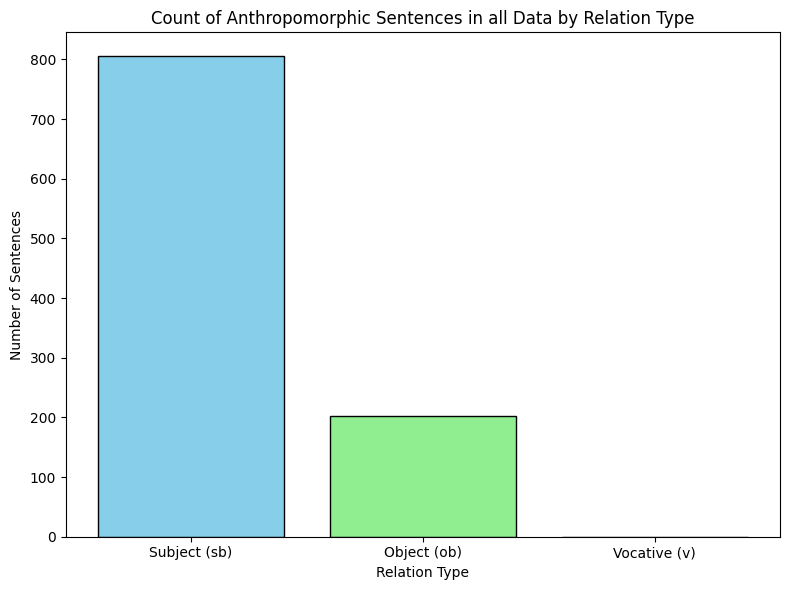 Count of Anthropomorphic Sentences in all Data by Relation Type
Number of Sentences
800
700
600
500
400
300
200
100
0
Subject (sb)
Object (ob)
Vocative (v)
Relation Type